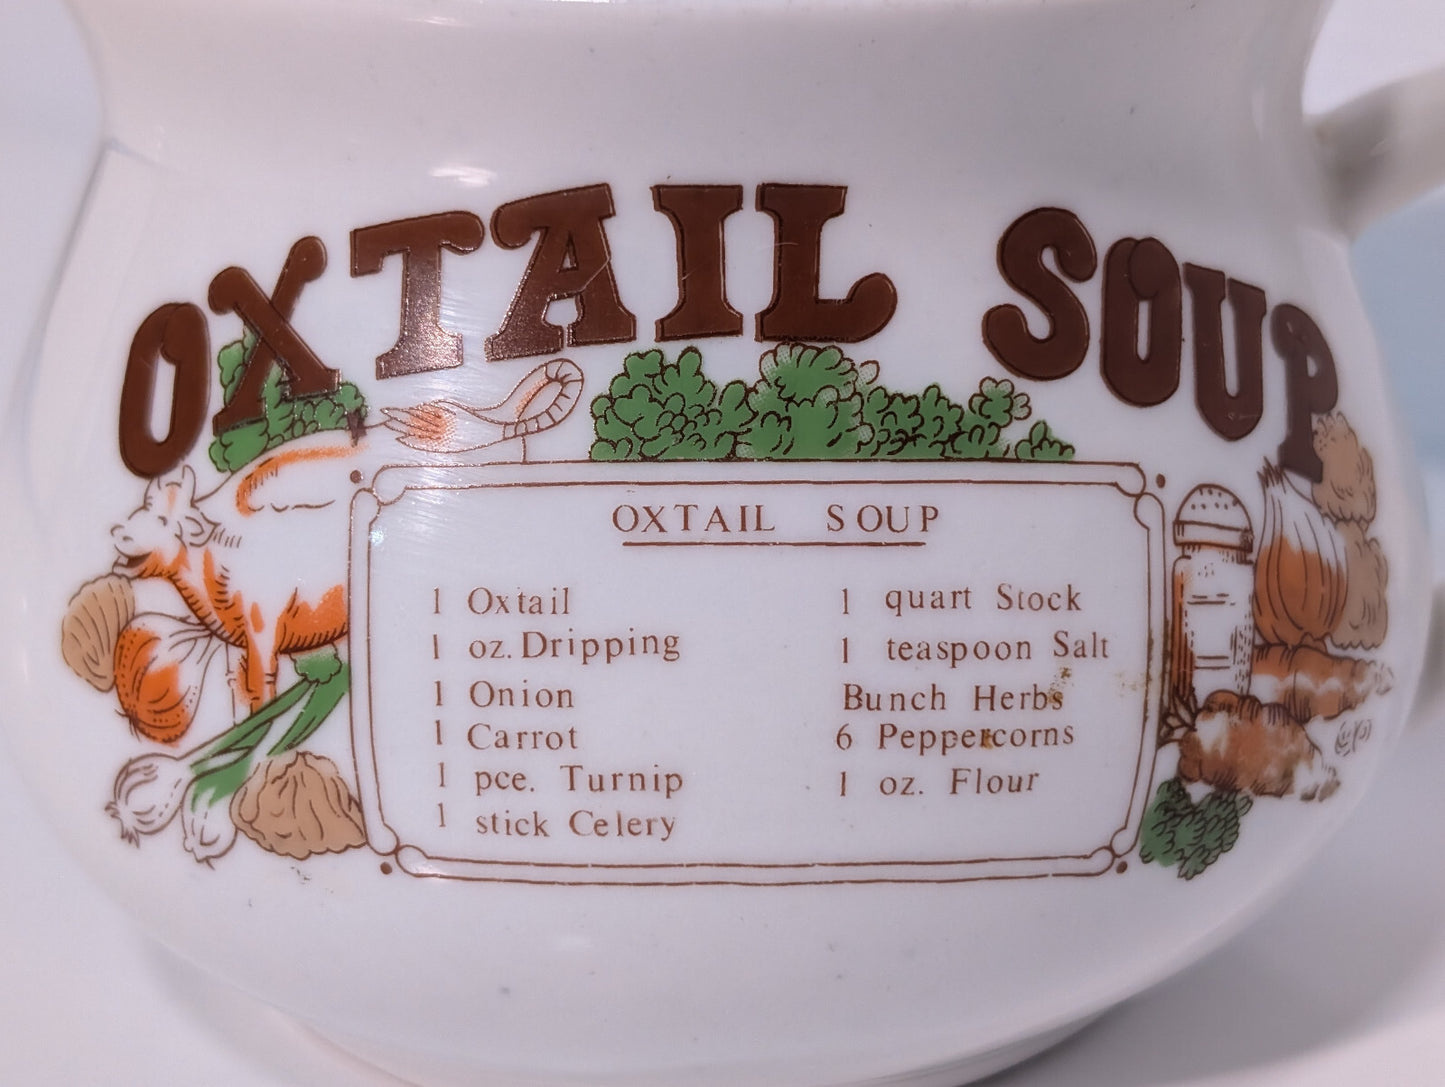 OXTAIL SOUP
OXTAIL SOUP
1 Oxtail
1 oz. Dripping
1 Onion
1 Carrot
1 pce. Turnip
1 stick Celery
1 quart Stock
1 teaspoon Salt
Bunch Herbs
6 Peppercorns
1 oz. Flour